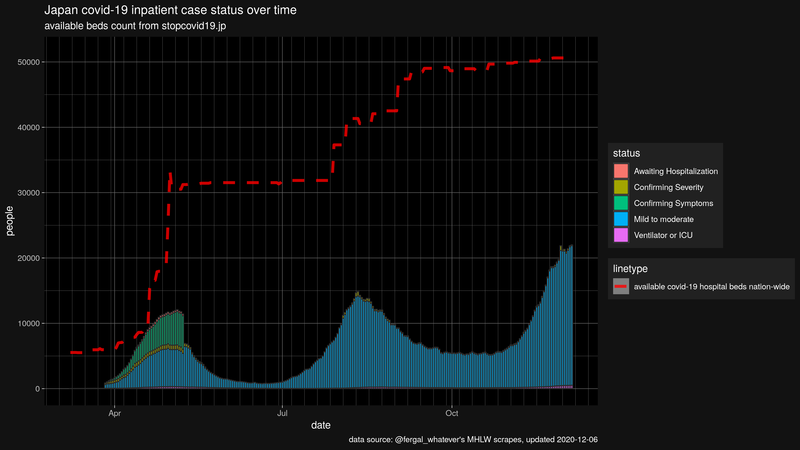 Japan covid-19 inpatient case status over time
available beds count from stopcovid19.jp
people
50000
40000
30000
20000
10000
0
Apr
Jul
Oct
date
status
Awaiting Hospitalization
Confirming Severity
Confirming Symptoms
Mild to moderate
Ventilator or ICU
linetype
available covid-19 hospital beds nation-wide
data source: @fergal_whatever's MHLW scrapes, updated 2020-12-06